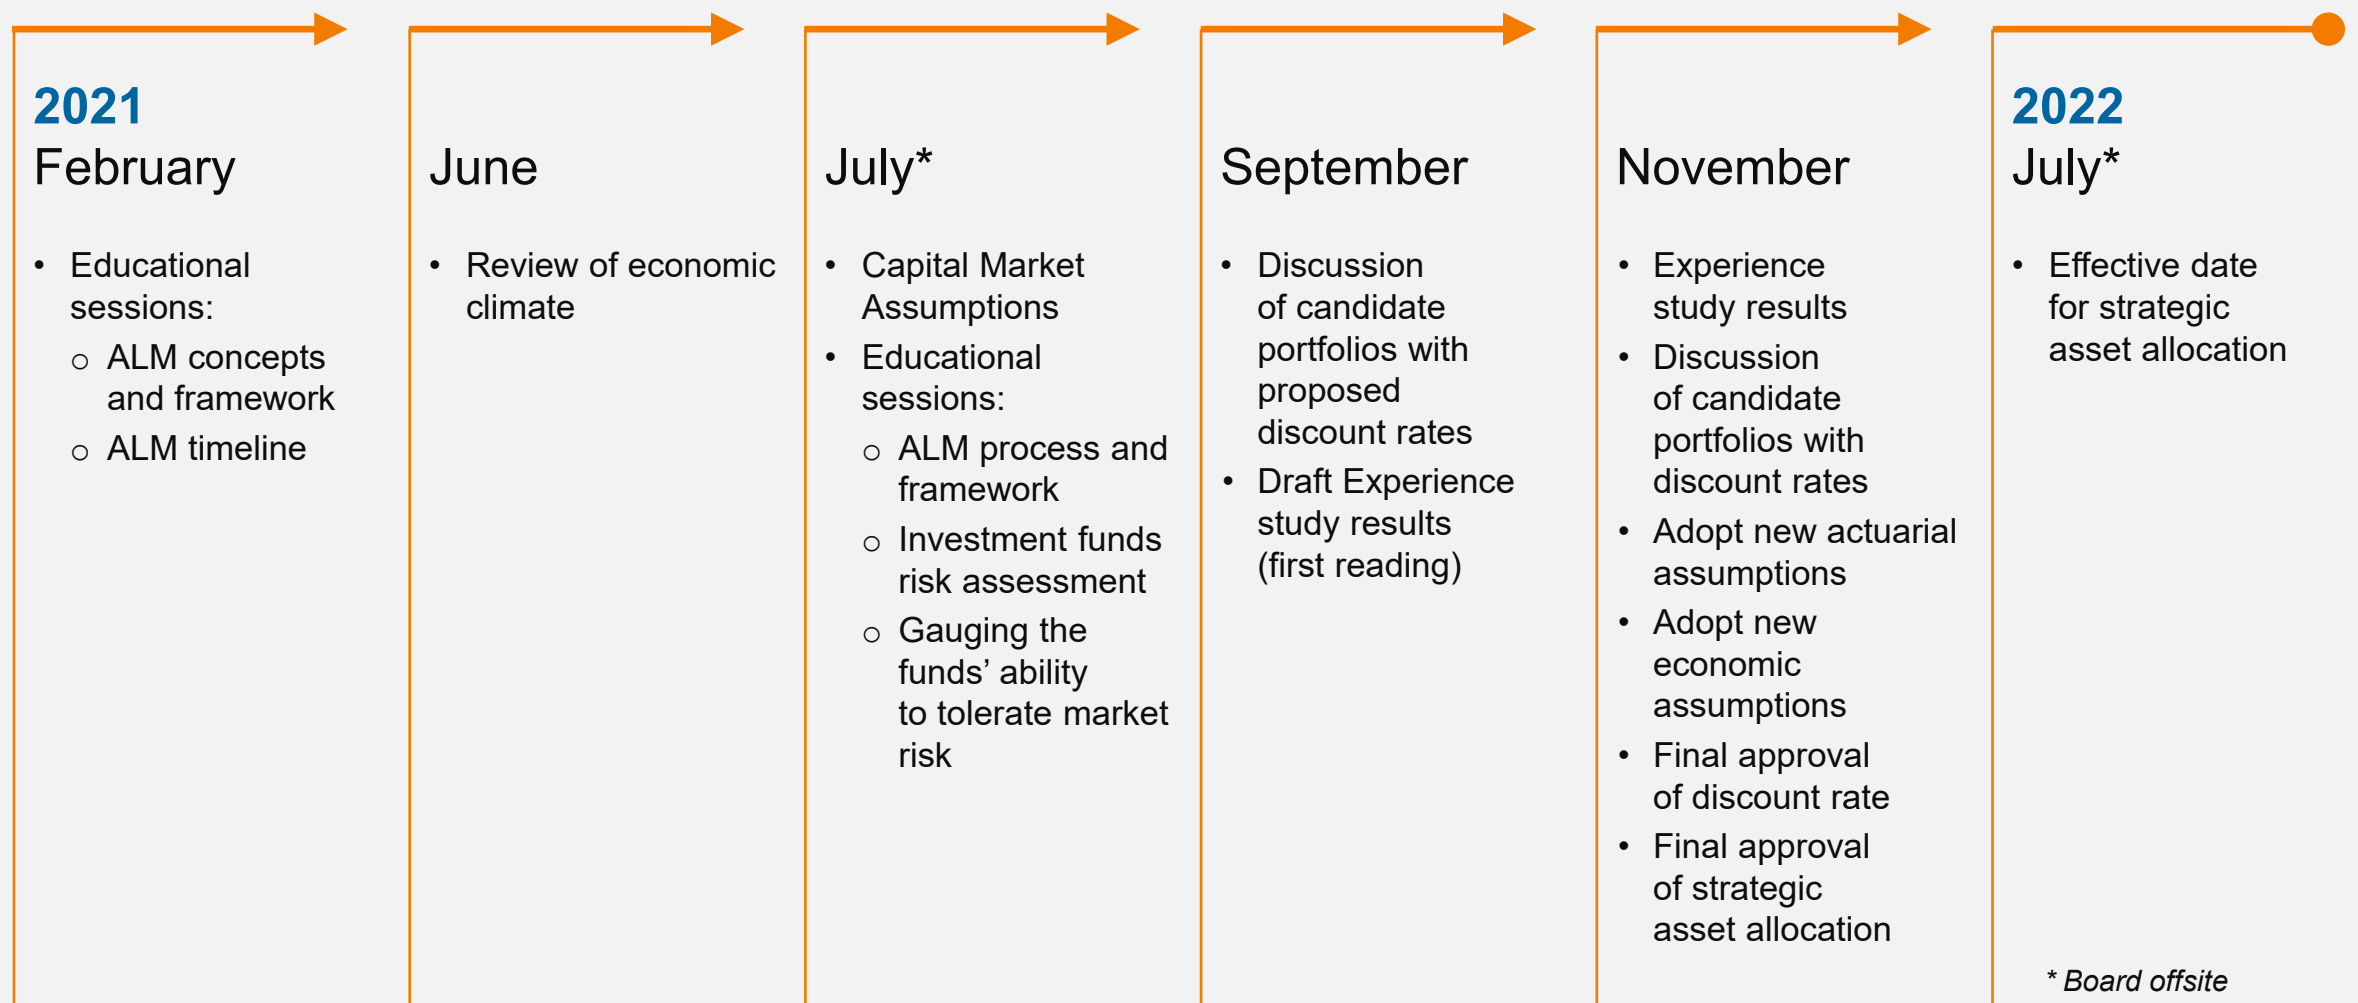 2021
February
• Educational
sessions:
o ALM concepts
and framework
o ALM timeline
June
• Review of economic
climate
July*
• Capital Market
Assumptions
• Educational
sessions:
o ALM process and
framework
o Investment funds
risk assessment
o Gauging the
funds’ ability
to tolerate market
risk
September
• Discussion
of candidate
portfolios with
proposed
discount rates
• Draft Experience
study results
(first reading)
November
• Experience
study results
• Discussion
of candidate
portfolios with
discount rates
• Adopt new actuarial
assumptions
• Adopt new
economic
assumptions
• Final approval
of discount rate
• Final approval
of strategic
asset allocation
2022
July*
• Effective date
for strategic
asset allocation
* Board offsite